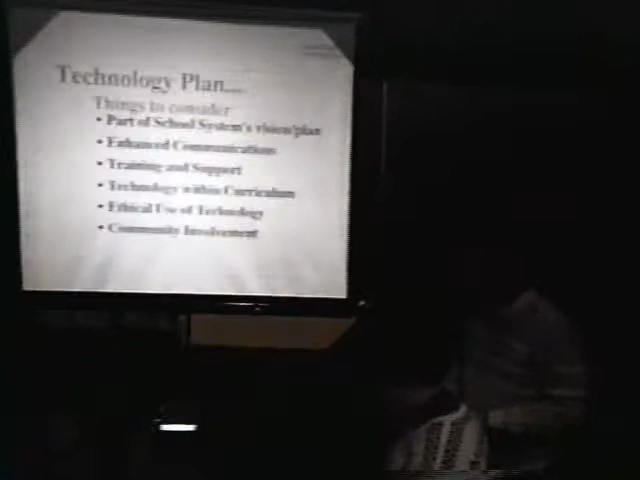 Technology Plan...
Things to consider
• Part of School System's vision/plan
• Enhanced Communications
• Training and Support
• Technology within Curriculum
• Ethical Use of Technology
• Community Involvement